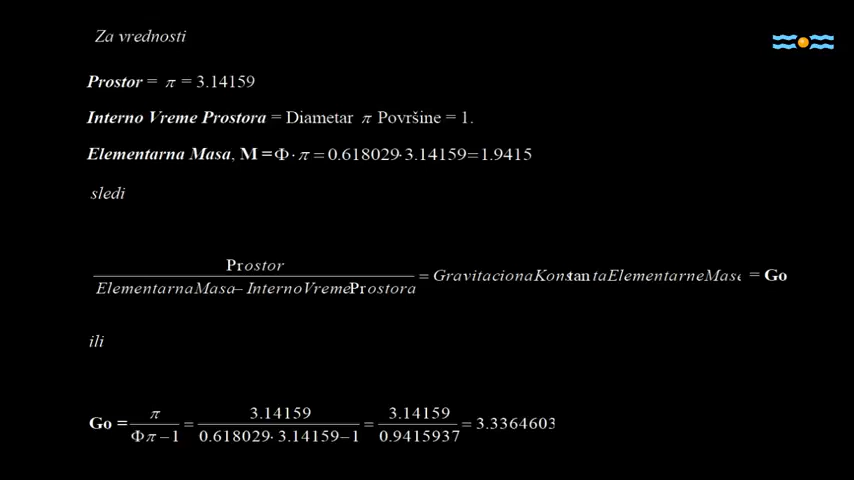 Za vrednosti
Prostor = π = 3.14159
Interno Vreme Prostora = Diametar π Površine = 1.
Elementarna Masa, M = Φ · π = 0.618029· 3.14159=1.9415
sledi
Prostor
ElementarnaMasa– InternoVremeProstora
= GravitacionaKonstantaElementarneMase = Go
ili
Go = π / Φπ −1 = 3.14159 / 0.618029· 3.14159−1 = 3.14159 / 0.9415937 = 3.3364603